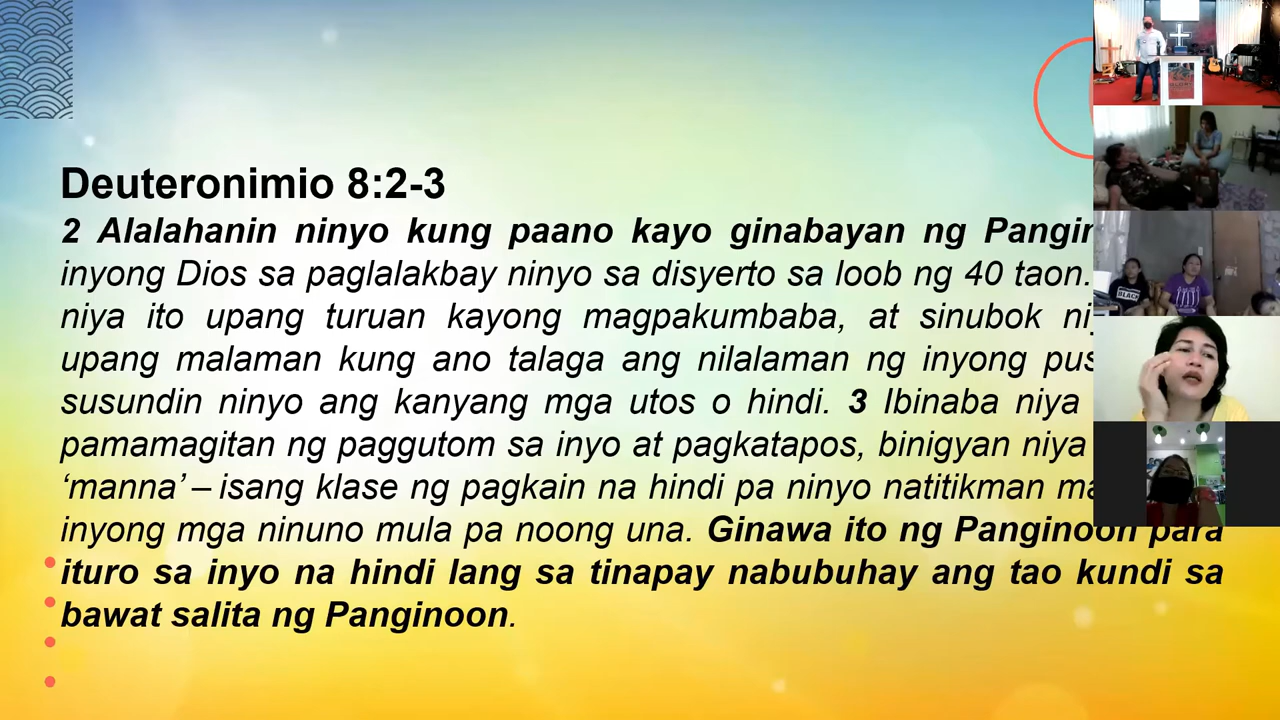 Deuteronimio 8:2-3
2 Alalahanin ninyo kung paano kayo ginabayan ng
inyong Dios sa paglalakbay ninyo sa disyerto sa loob ng 40 taon.
niya ito upang turuan kayong magpakumbaba, at sinubok
upang malaman kung ano talaga ang nilalaman ng inyong
susundin ninyo ang kanyang mga utos o hindi. 3 Ibinaba niya
pamamagitan ng paggutom sa inyo at pagkatapos, binigyan niya
‘manna’ – isang klase ng pagkain na hindi pa ninyo natitikman
inyong mga ninuno mula pa noong una. Ginawa ito ng Panginoon para
ituro sa inyo na hindi lang sa tinapay nabubuhay ang tao kundi sa
bawat salita ng Panginoon.
BLACK